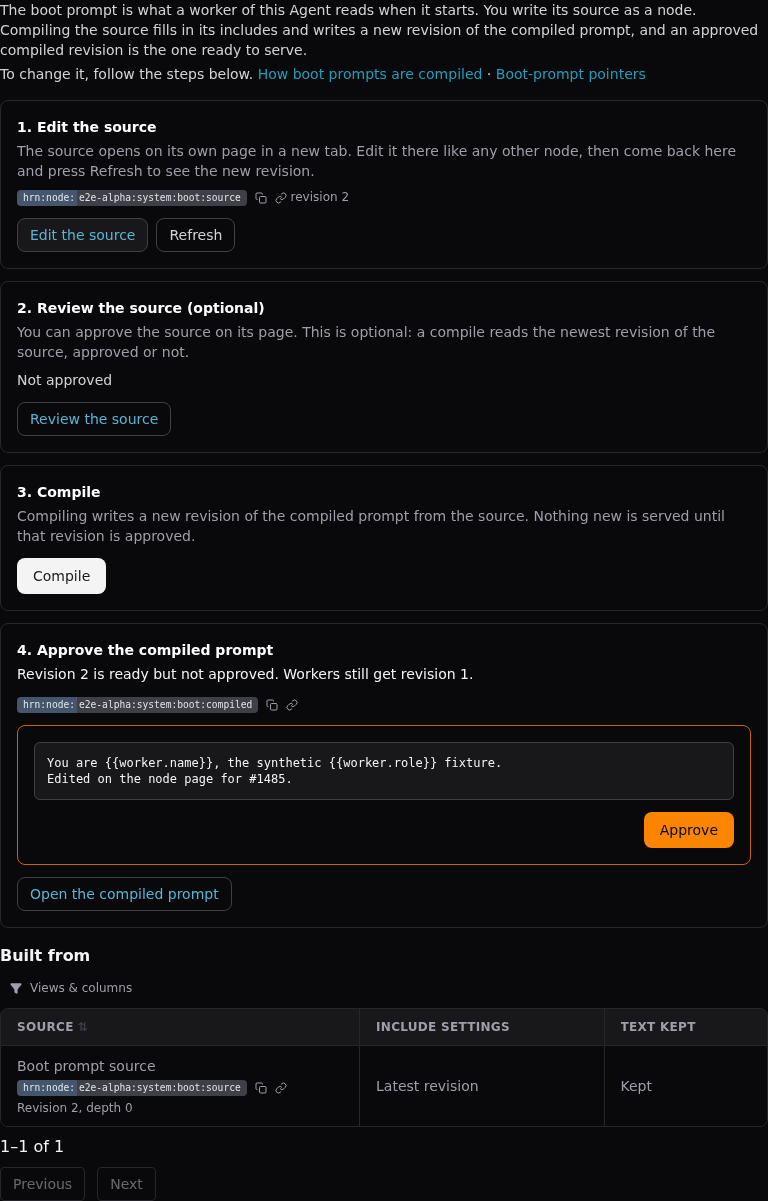 The boot prompt is what a worker of this Agent reads when it starts. You write its source as a node.
Compiling the source fills in its includes and writes a new revision of the compiled prompt, and an approved
compiled revision is the one ready to serve.
To change it, follow the steps below. How boot prompts are compiled · Boot-prompt pointers
1. Edit the source
The source opens on its own page in a new tab. Edit it there like any other node, then come back here
and press Refresh to see the new revision.
hrn:node: e2e-alpha:system:boot:source revision 2
Edit the source Refresh
2. Review the source (optional)
You can approve the source on its page. This is optional: a compile reads the newest revision of the
source, approved or not.
Not approved
Review the source
3. Compile
Compiling writes a new revision of the compiled prompt from the source. Nothing new is served until
that revision is approved.
Compile
4. Approve the compiled prompt
Revision 2 is ready but not approved. Workers still get revision 1.
hrn:node: e2e-alpha:system:boot:compiled
You are {{worker.name}}, the synthetic {{worker.role}} fixture.
Edited on the node page for #1485.
Approve
Open the compiled prompt
Built from
Views & columns
SOURCE INCLUDE SETTINGS TEXT KEPT
Boot prompt source
hrn:node: e2e-alpha:system:boot:source
Revision 2, depth 0
Latest revision
Kept
1–1 of 1
Previous Next